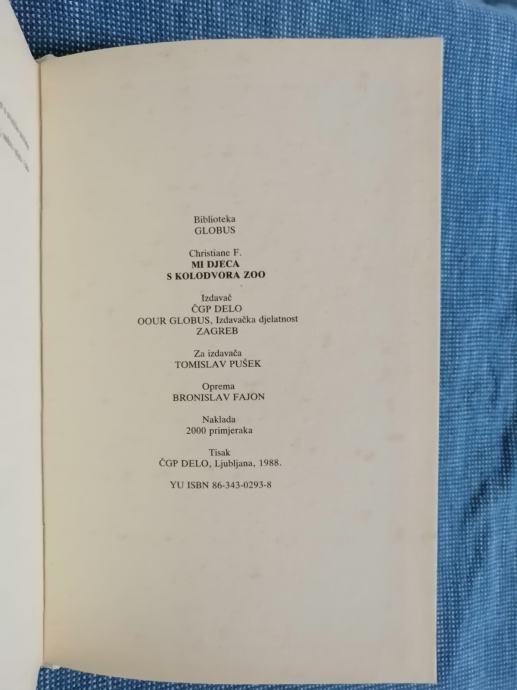 Biblioteka
GLOBUS
Christiane F.
MI DJECA
S KOLODVORA ZOO
Izdavač
ČGP DELO
OOUR GLOBUS, Izdavačka djelatnost
ZAGREB
Za izdavača
TOMISLAV PUŠEK
Oprema
BRONISLAV FAJON
Naklada
2000 primjeraka
Tisak
ČGP DELO, Ljubljana, 1988.
YU ISBN 86-343-0293-8